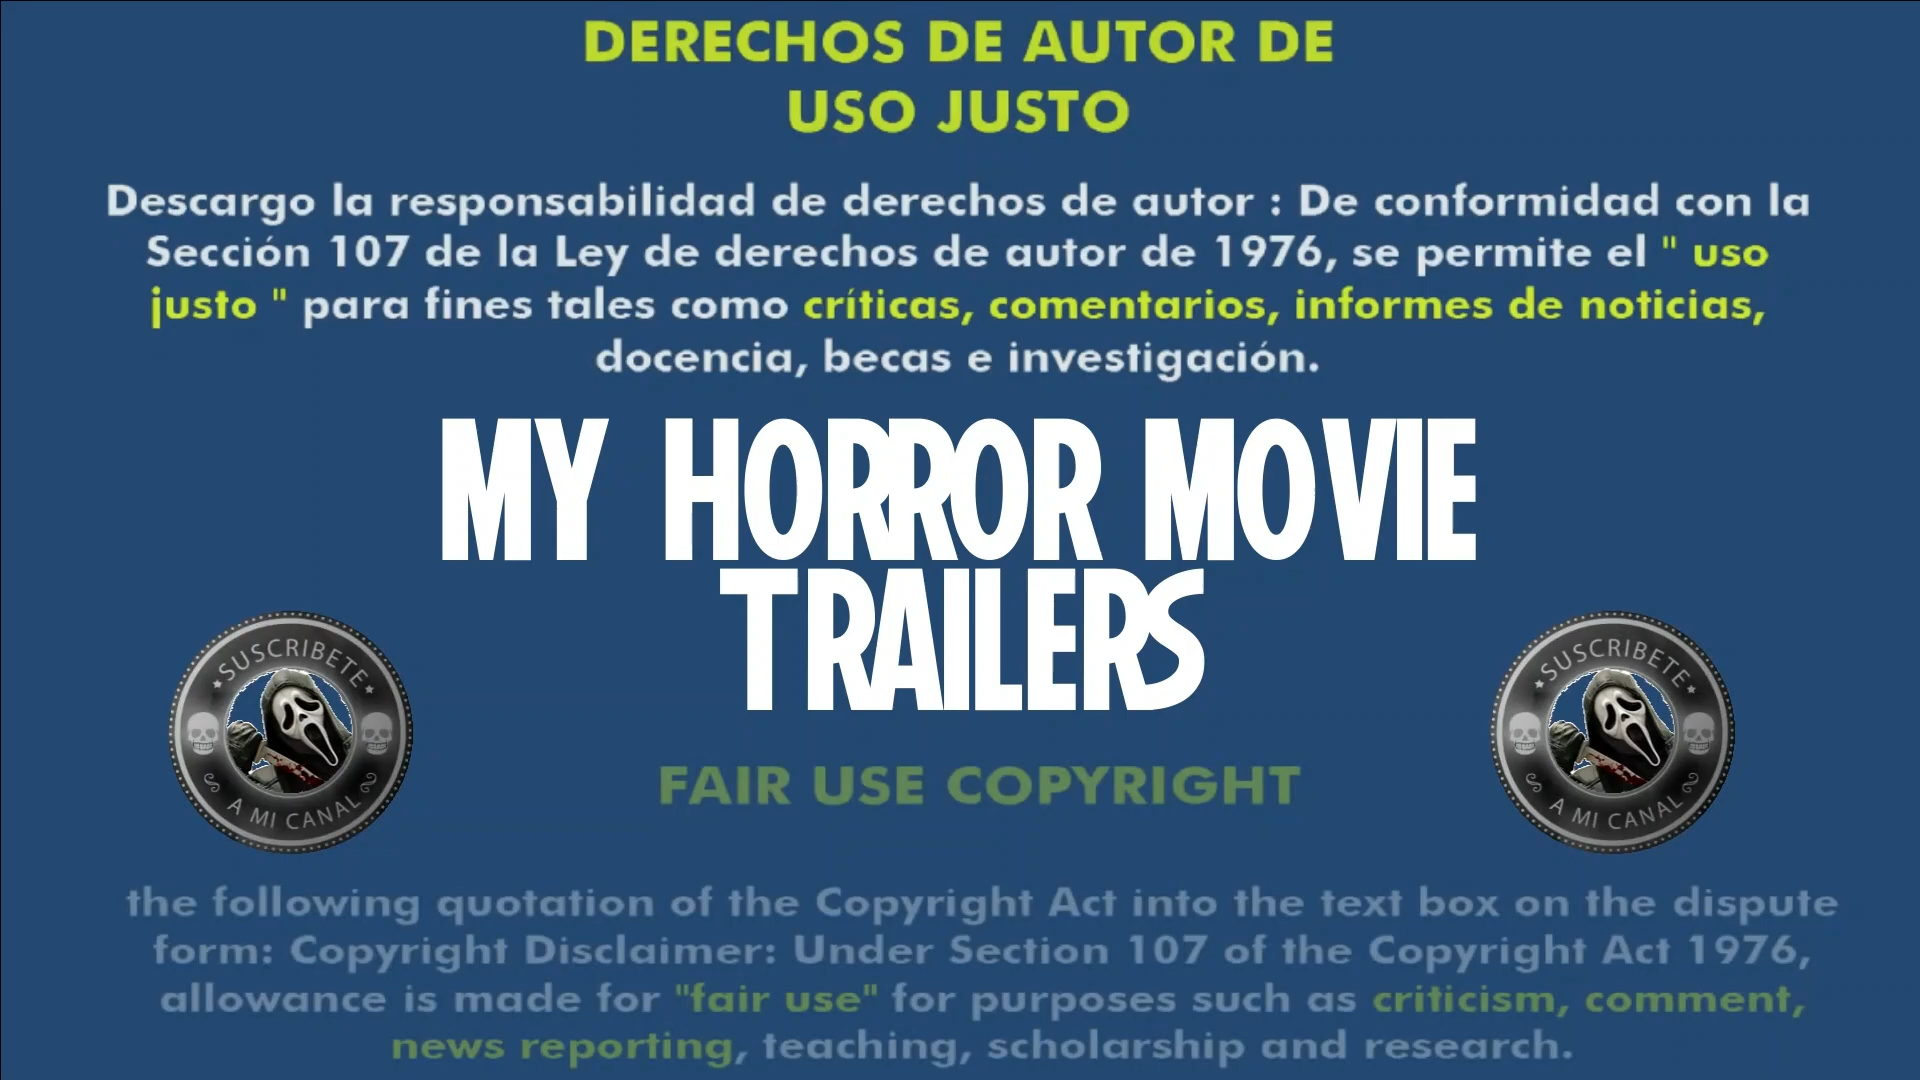 DERECHOS DE AUTOR DE
USO JUSTO
Descargo la responsabilidad de derechos de autor : De conformidad con la
Sección 107 de la Ley de derechos de autor de 1976, se permite el " uso
justo " para fines tales como críticas, comentarios, informes de noticias,
docencia, becas e investigación.
MY HORROR MOVIE
TRAILERS
SUSCRIBETE
A MI CANAL
SUSCRIBETE
A MI CANAL
FAIR USE COPYRIGHT
the following quotation of the Copyright Act into the text box on the dispute
form: Copyright Disclaimer: Under Section 107 of the Copyright Act 1976,
allowance is made for "fair use" for purposes such as criticism, comment,
news reporting, teaching, scholarship and research.